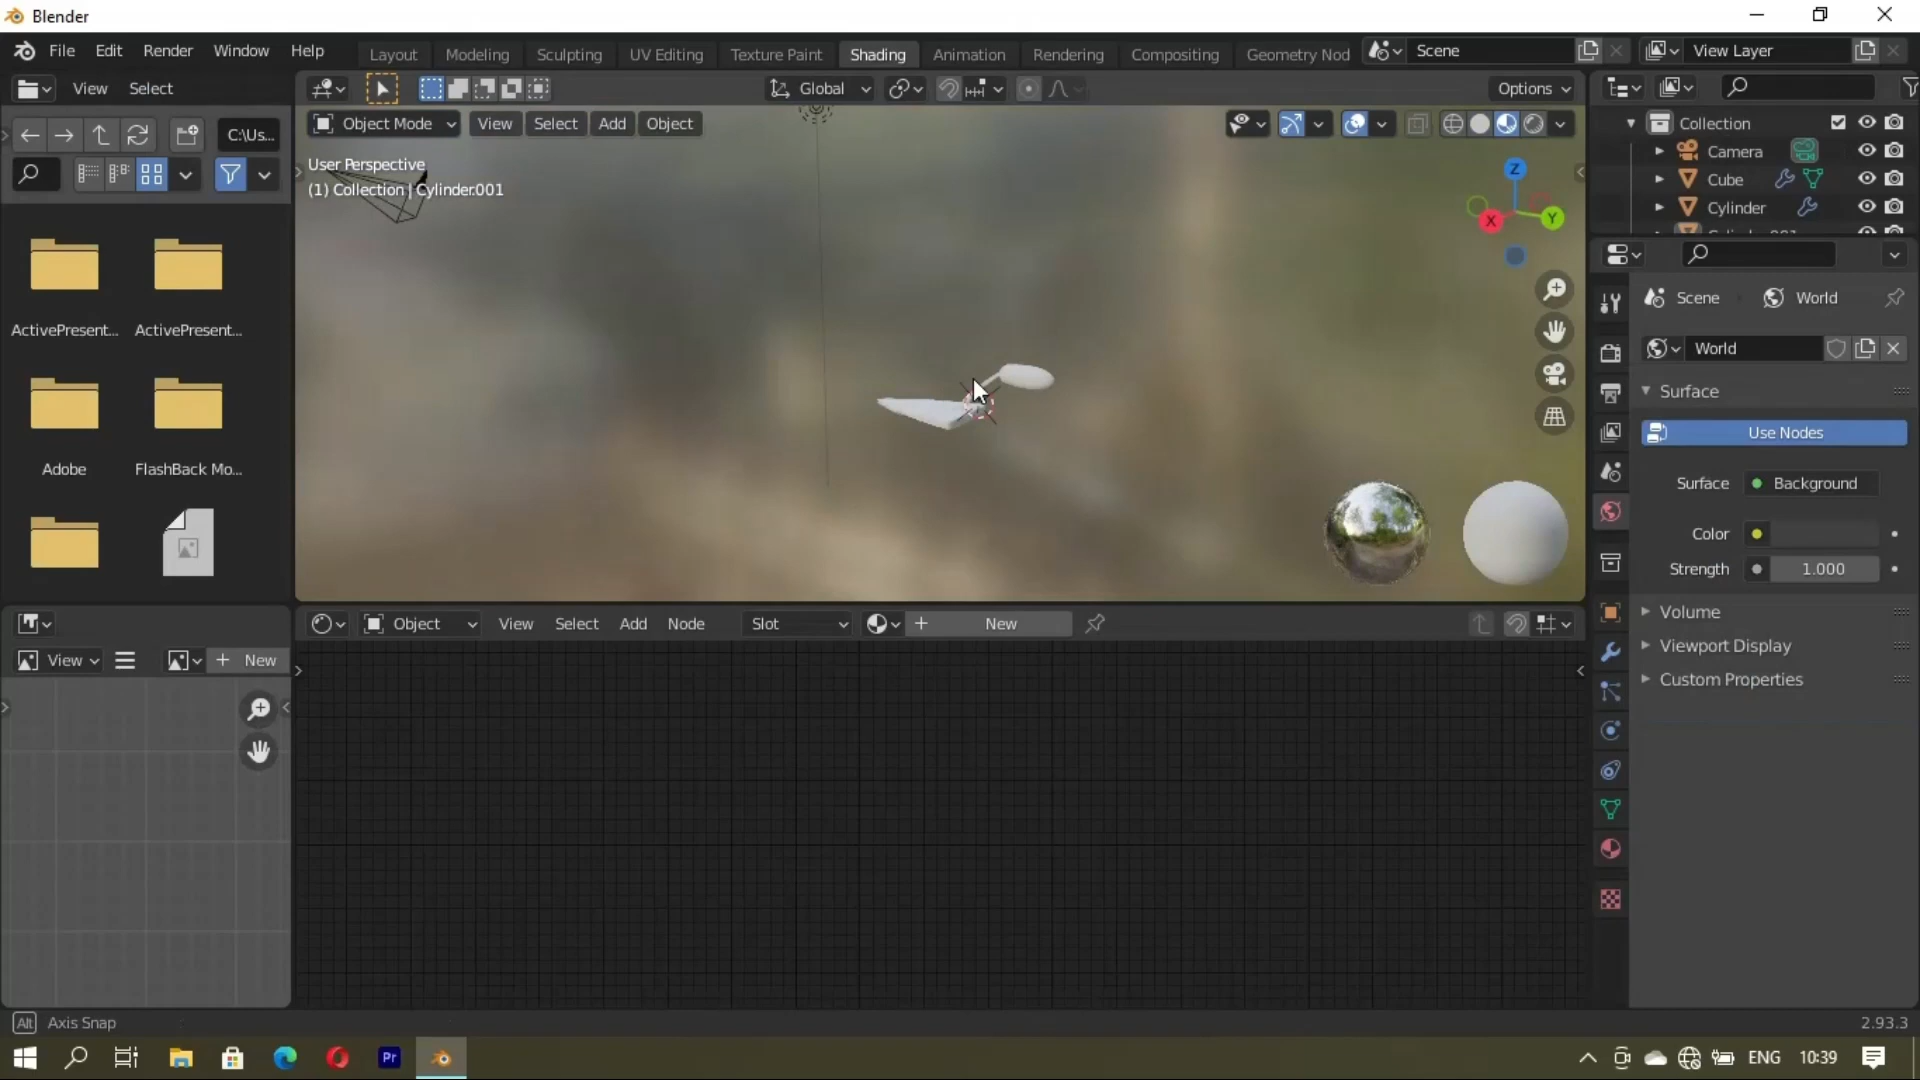 Blender
File Edit Render Window Help
Layout Modeling Sculpting UV Editing Texture Paint Shading Animation Rendering Compositing Geometry Nod
Scene
View Layer
View Select
Global
Options
C:\Us...
Object Mode View Select Add Object
User Perspective
(1) Collection | Cylinder.001
Z
X
Y
ActivePresent...
ActivePresent...
Adobe
FlashBack Mo...
Collection
Camera
Cube
Cylinder
Cylinder.001
Scene World
World
Surface
Use Nodes
Surface Background
Color
Strength 1.000
Volume
Viewport Display
Custom Properties
View New
Object View Select Add Node Slot New
Alt Axis Snap
2.93.3
Pr
ENG 10:39